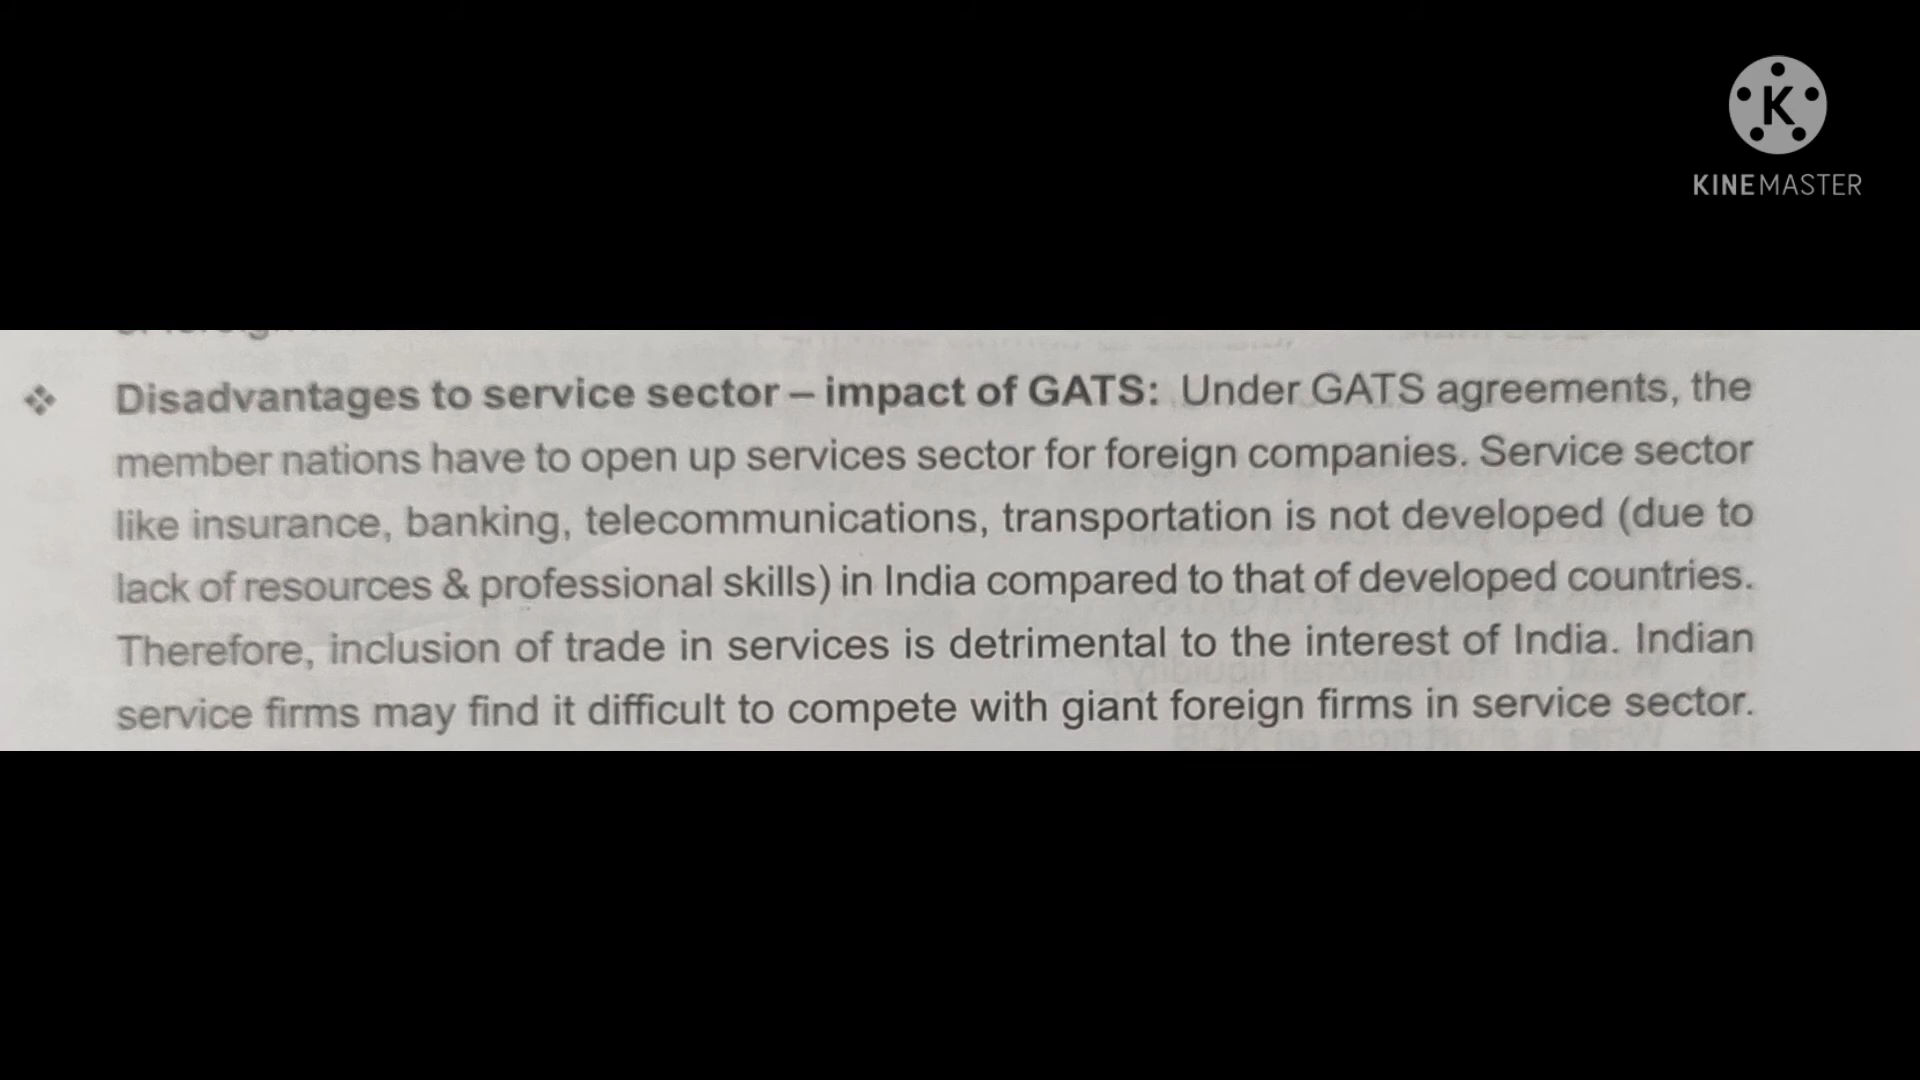 K
KINEMASTER
❖ Disadvantages to service sector – impact of GATS: Under GATS agreements, the
member nations have to open up services sector for foreign companies. Service sector
like insurance, banking, telecommunications, transportation is not developed (due to
lack of resources & professional skills) in India compared to that of developed countries.
Therefore, inclusion of trade in services is detrimental to the interest of India. Indian
service firms may find it difficult to compete with giant foreign firms in service sector.